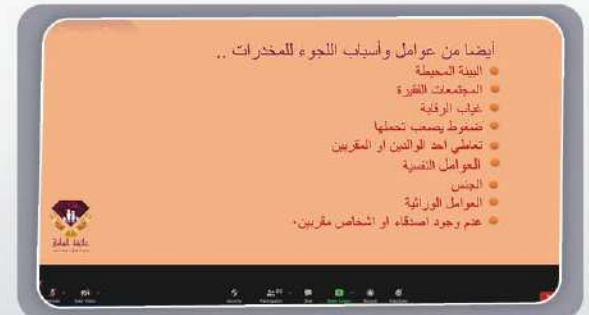 أيضا من عوامل وأسباب اللجوء للمخدرات ..
البيئة المحيطة
المجتمعات الفقيرة
غياب الرقابة
ضغوط يصعب تحملها
تعاطي احد الوالدين او المقربين
العوامل النفسية
الجنس
العوامل الوراثية
عدم وجود اصدقاء او اشخاص مقربين.